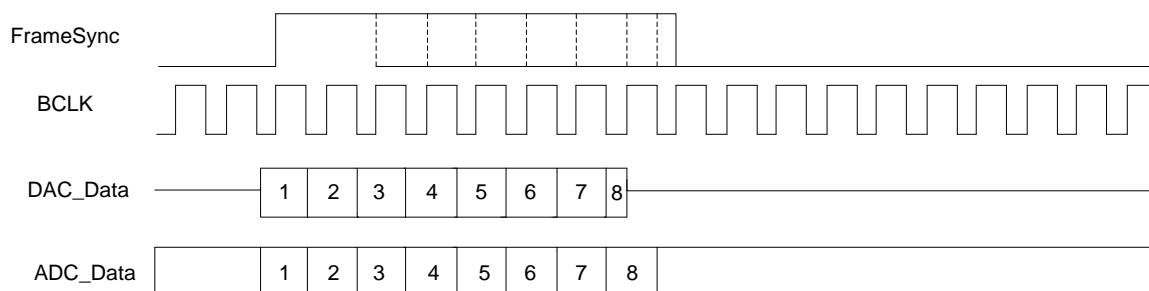 FrameSync
BCLK
DAC_Data 1 2 3 4 5 6 7 8
ADC_Data 1 2 3 4 5 6 7 8